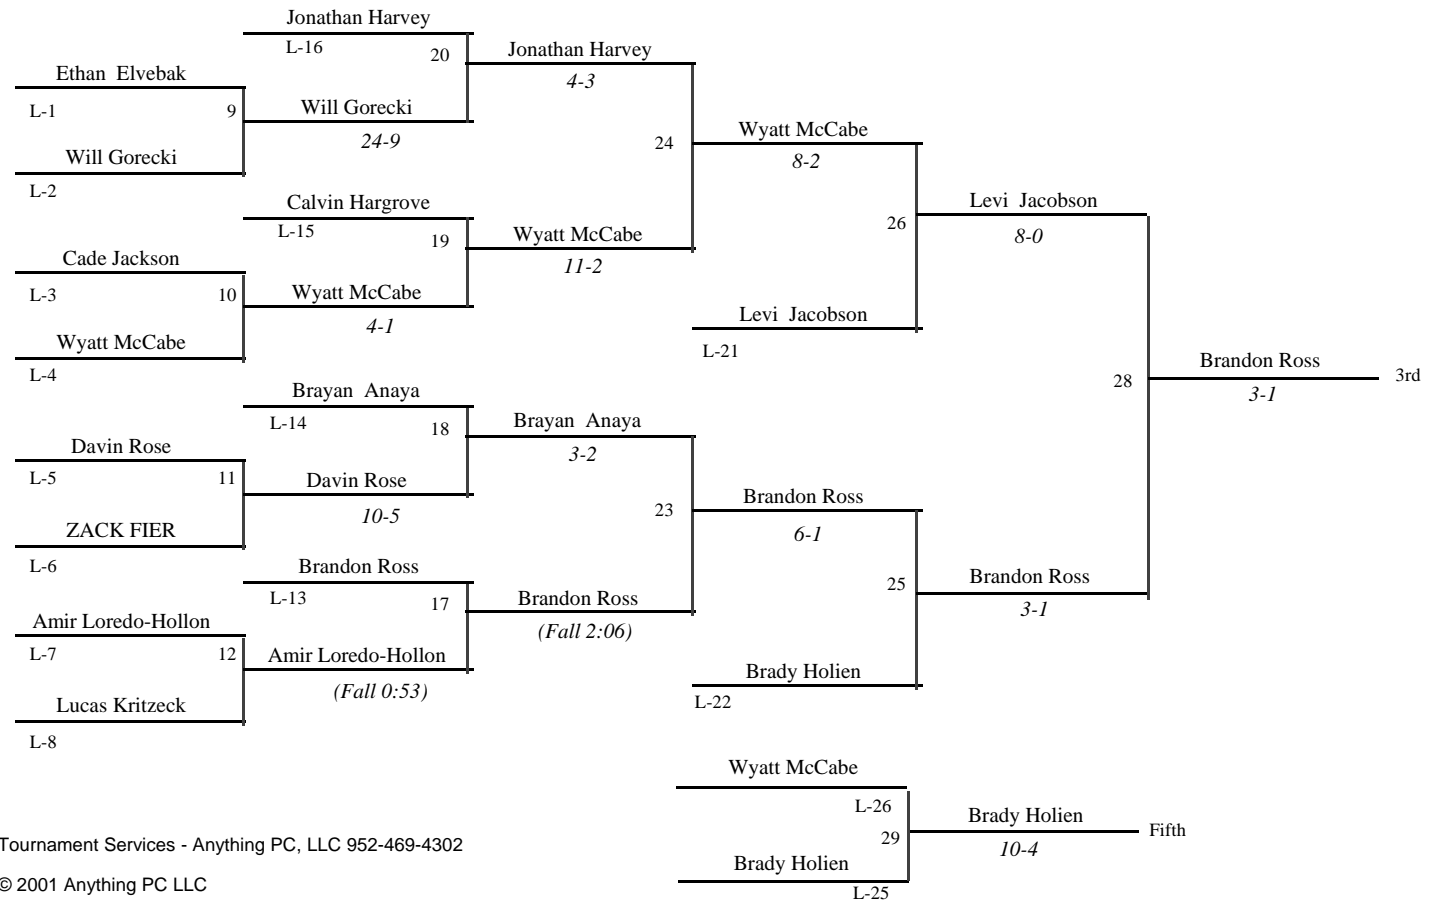 Jonathan Harvey
L-16
20
Jonathan Harvey
4-3
Ethan Elvebak
L-1
9
Will Gorecki
24-9
Will Gorecki
L-2
24
Wyatt McCabe
8-2
Calvin Hargrove
L-15
19
Wyatt McCabe
11-2
Cade Jackson
L-3
10
Wyatt McCabe
4-1
Wyatt McCabe
L-4
26
Levi Jacobson
8-0
Levi Jacobson
L-21
28
Brandon Ross
3-1
3rd
Brayan Anaya
L-14
18
Brayan Anaya
3-2
Davin Rose
L-5
11
Davin Rose
10-5
ZACK FIER
L-6
23
Brandon Ross
6-1
Brandon Ross
L-13
17
Brandon Ross
(Fall 2:06)
25
Brandon Ross
3-1
Amir Loredo-Hollon
L-7
12
Amir Loredo-Hollon
(Fall 0:53)
Lucas Kritzeck
L-8
Brady Holien
L-22
Wyatt McCabe
L-26
29
Brady Holien
10-4
Fifth
Brady Holien
L-25
Tournament Services - Anything PC, LLC 952-469-4302
© 2001 Anything PC LLC